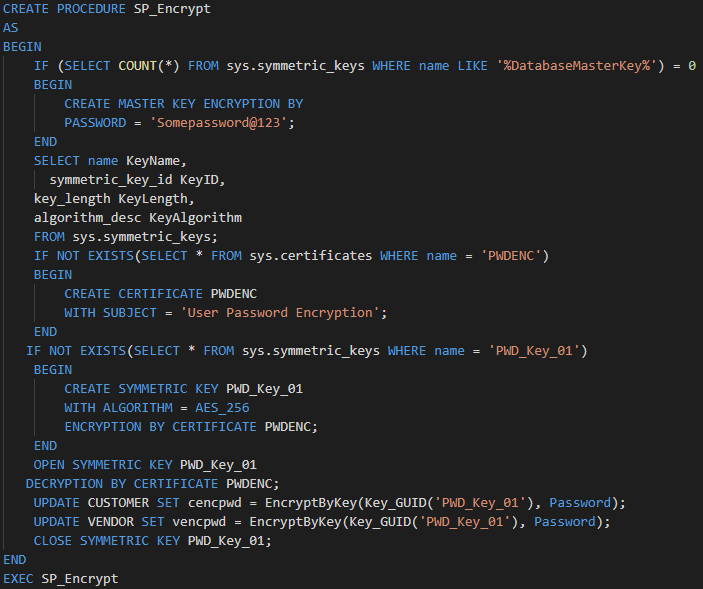 CREATE PROCEDURE SP_Encrypt
AS
BEGIN
IF (SELECT COUNT(*) FROM sys.symmetric_keys WHERE name LIKE '%DatabaseMasterKey%') = 0
BEGIN
CREATE MASTER KEY ENCRYPTION BY
PASSWORD = 'Somepassword@123';
END
SELECT name KeyName,
symmetric_key_id KeyID,
key_length KeyLength,
algorithm_desc KeyAlgorithm
FROM sys.symmetric_keys;
IF NOT EXISTS(SELECT * FROM sys.certificates WHERE name = 'PWDENC')
BEGIN
CREATE CERTIFICATE PWDENC
WITH SUBJECT = 'User Password Encryption';
END
IF NOT EXISTS(SELECT * FROM sys.symmetric_keys WHERE name = 'PWD_Key_01')
BEGIN
CREATE SYMMETRIC KEY PWD_Key_01
WITH ALGORITHM = AES_256
ENCRYPTION BY CERTIFICATE PWDENC;
END
OPEN SYMMETRIC KEY PWD_Key_01
DECRYPTION BY CERTIFICATE PWDENC;
UPDATE CUSTOMER SET cencpwd = EncryptByKey(Key_GUID('PWD_Key_01'), Password);
UPDATE VENDOR SET vencpwd = EncryptByKey(Key_GUID('PWD_Key_01'), Password);
CLOSE SYMMETRIC KEY PWD_Key_01;
END
EXEC SP_Encrypt